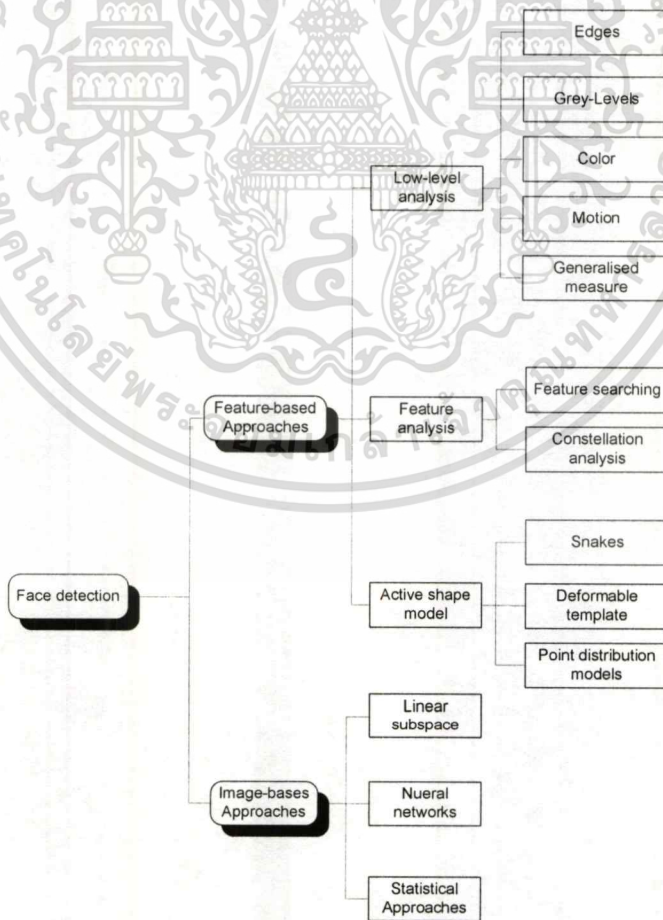 Edges
Grey-Levels
Color
Low-level
analysis
Motion
Generalised
measure
Feature-based
Approaches
Feature
analysis
Feature searching
Constellation
analysis
Snakes
Face detection
Active shape
model
Deformable
template
Point distribution
models
Linear
subspace
Image-bases
Approaches
Nueral
networks
Statistical
Approaches